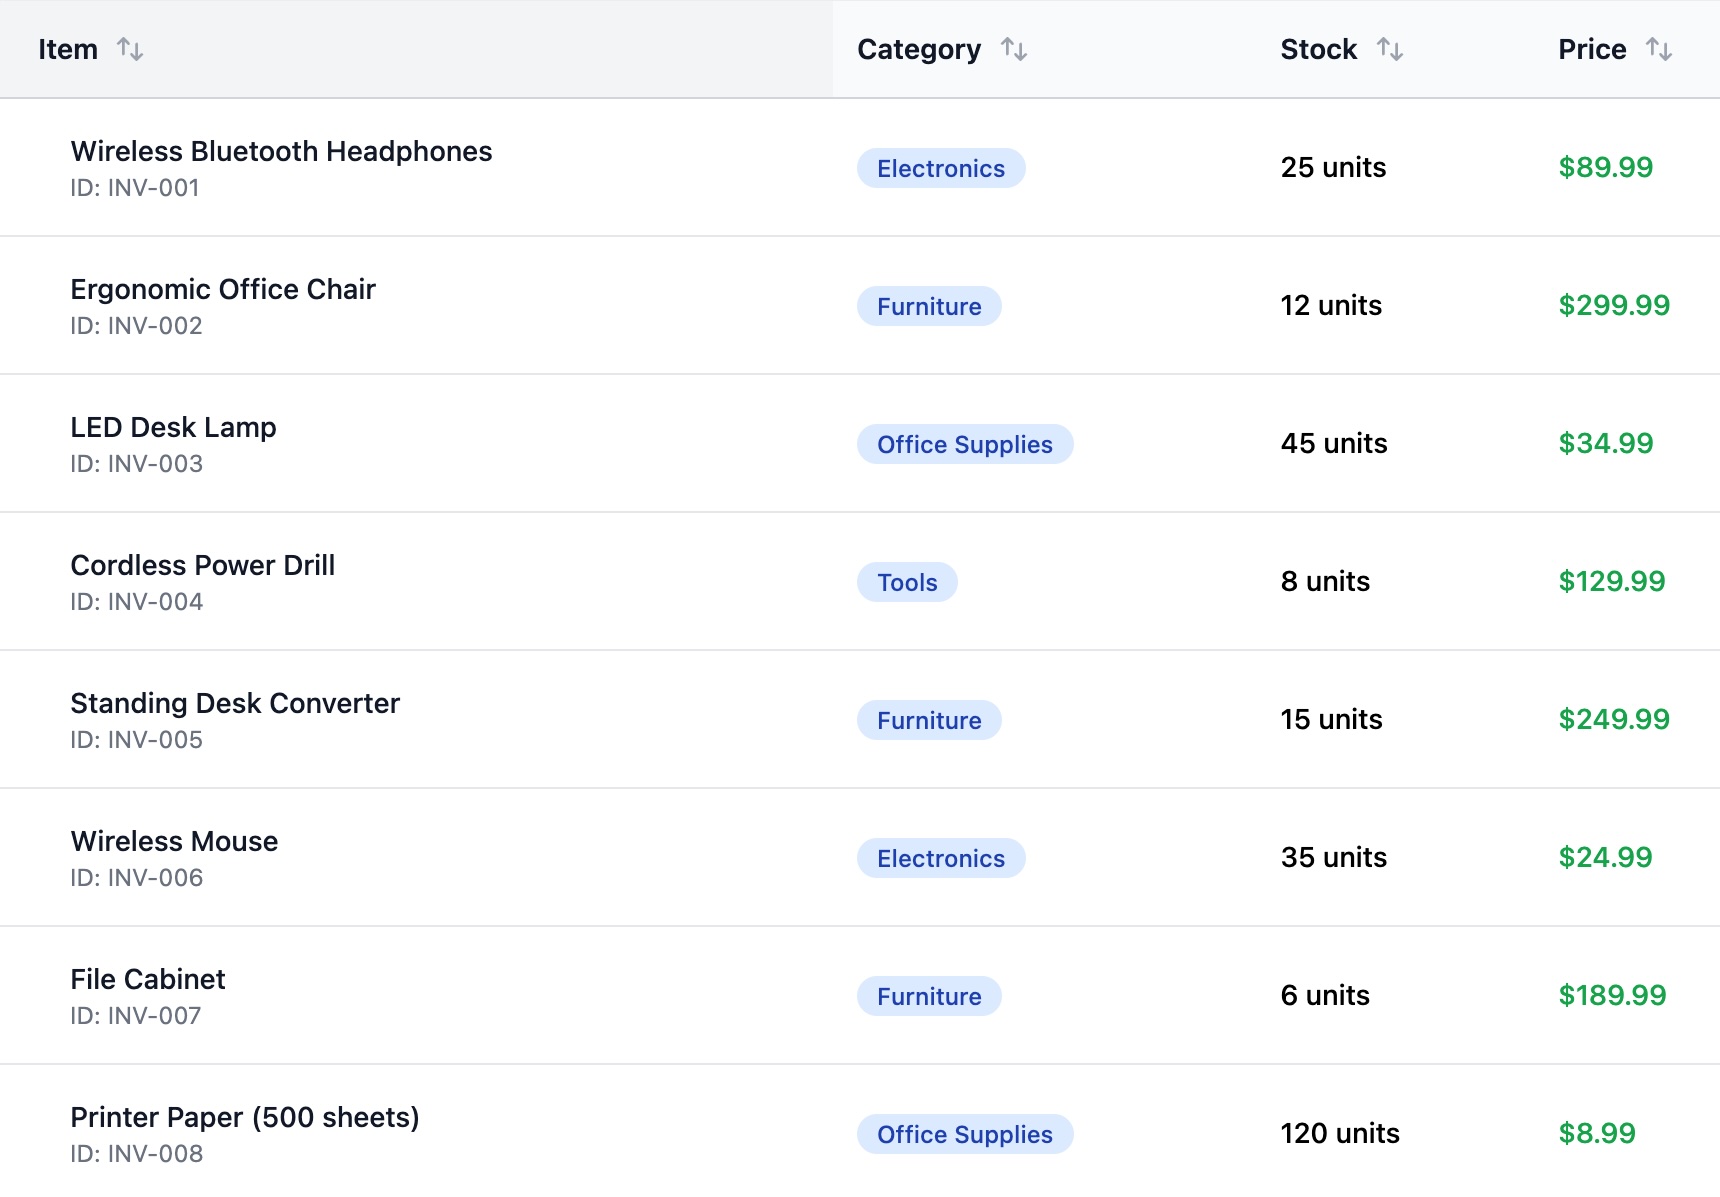 Item Category Stock Price
Wireless Bluetooth Headphones
ID: INV-001
Electronics 25 units $89.99
Ergonomic Office Chair
ID: INV-002
Furniture 12 units $299.99
LED Desk Lamp
ID: INV-003
Office Supplies 45 units $34.99
Cordless Power Drill
ID: INV-004
Tools 8 units $129.99
Standing Desk Converter
ID: INV-005
Furniture 15 units $249.99
Wireless Mouse
ID: INV-006
Electronics 35 units $24.99
File Cabinet
ID: INV-007
Furniture 6 units $189.99
Printer Paper (500 sheets)
ID: INV-008
Office Supplies 120 units $8.99